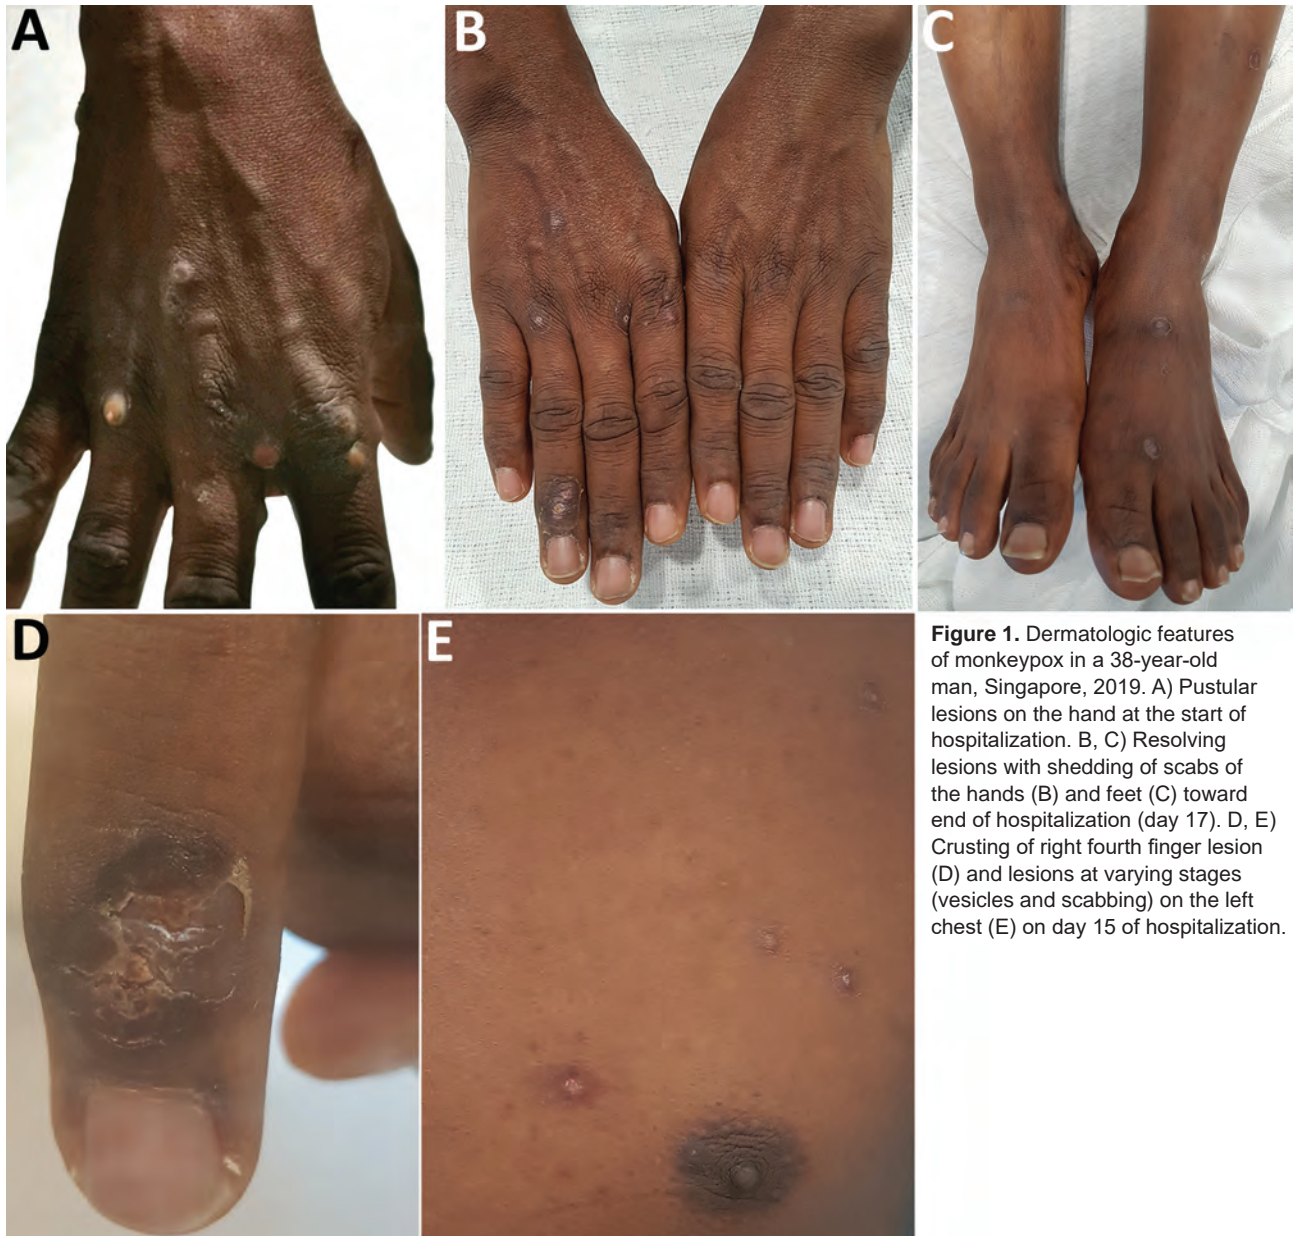 A
B
C
D
E
Figure 1. Dermatologic features
of monkeypox in a 38-year-old
man, Singapore, 2019. A) Pustular
lesions on the hand at the start of
hospitalization. B, C) Resolving
lesions with shedding of scabs of
the hands (B) and feet (C) toward
end of hospitalization (day 17). D, E)
Crusting of right fourth finger lesion
(D) and lesions at varying stages
(vesicles and scabbing) on the left
chest (E) on day 15 of hospitalization.